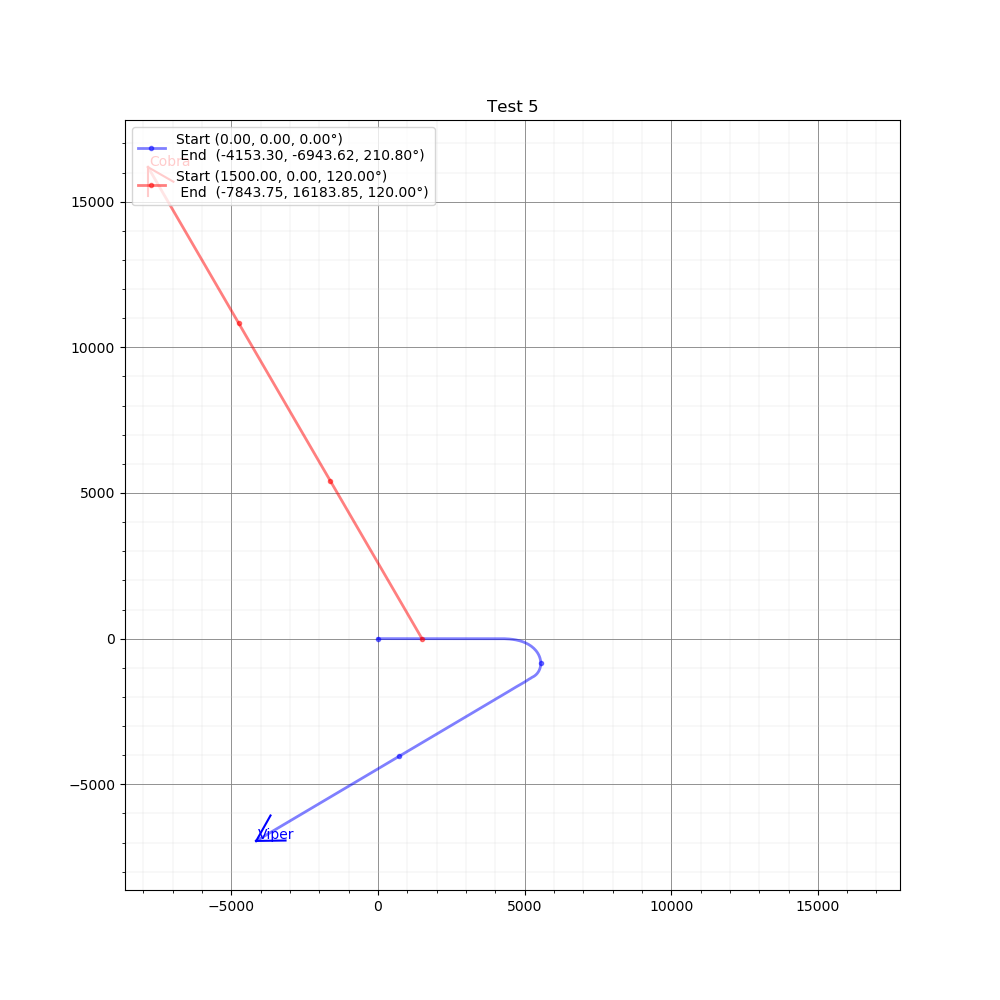 Test 5
Start (0.00, 0.00, 0.00°)
End  (-4153.30, -6943.62, 210.80°)
Cobra
Start (1500.00, 0.00, 120.00°)
End  (-7843.75, 16183.85, 120.00°)
15000
10000
5000
0
−5000
Viper
−5000
0
5000
10000
15000